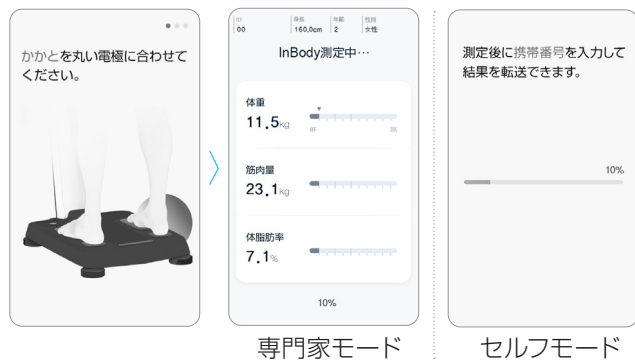 かかとを丸い電極に合わせて
ください。
ID 身長 年齢 性別
00 160.0cm 2 女性
InBody測定中…
体重
11.5kg
筋肉量
23.1kg
体脂肪率
7.1%
10%
専門家モード
測定後に携帯番号を入力して
結果を転送できます。
10%
セルフモード